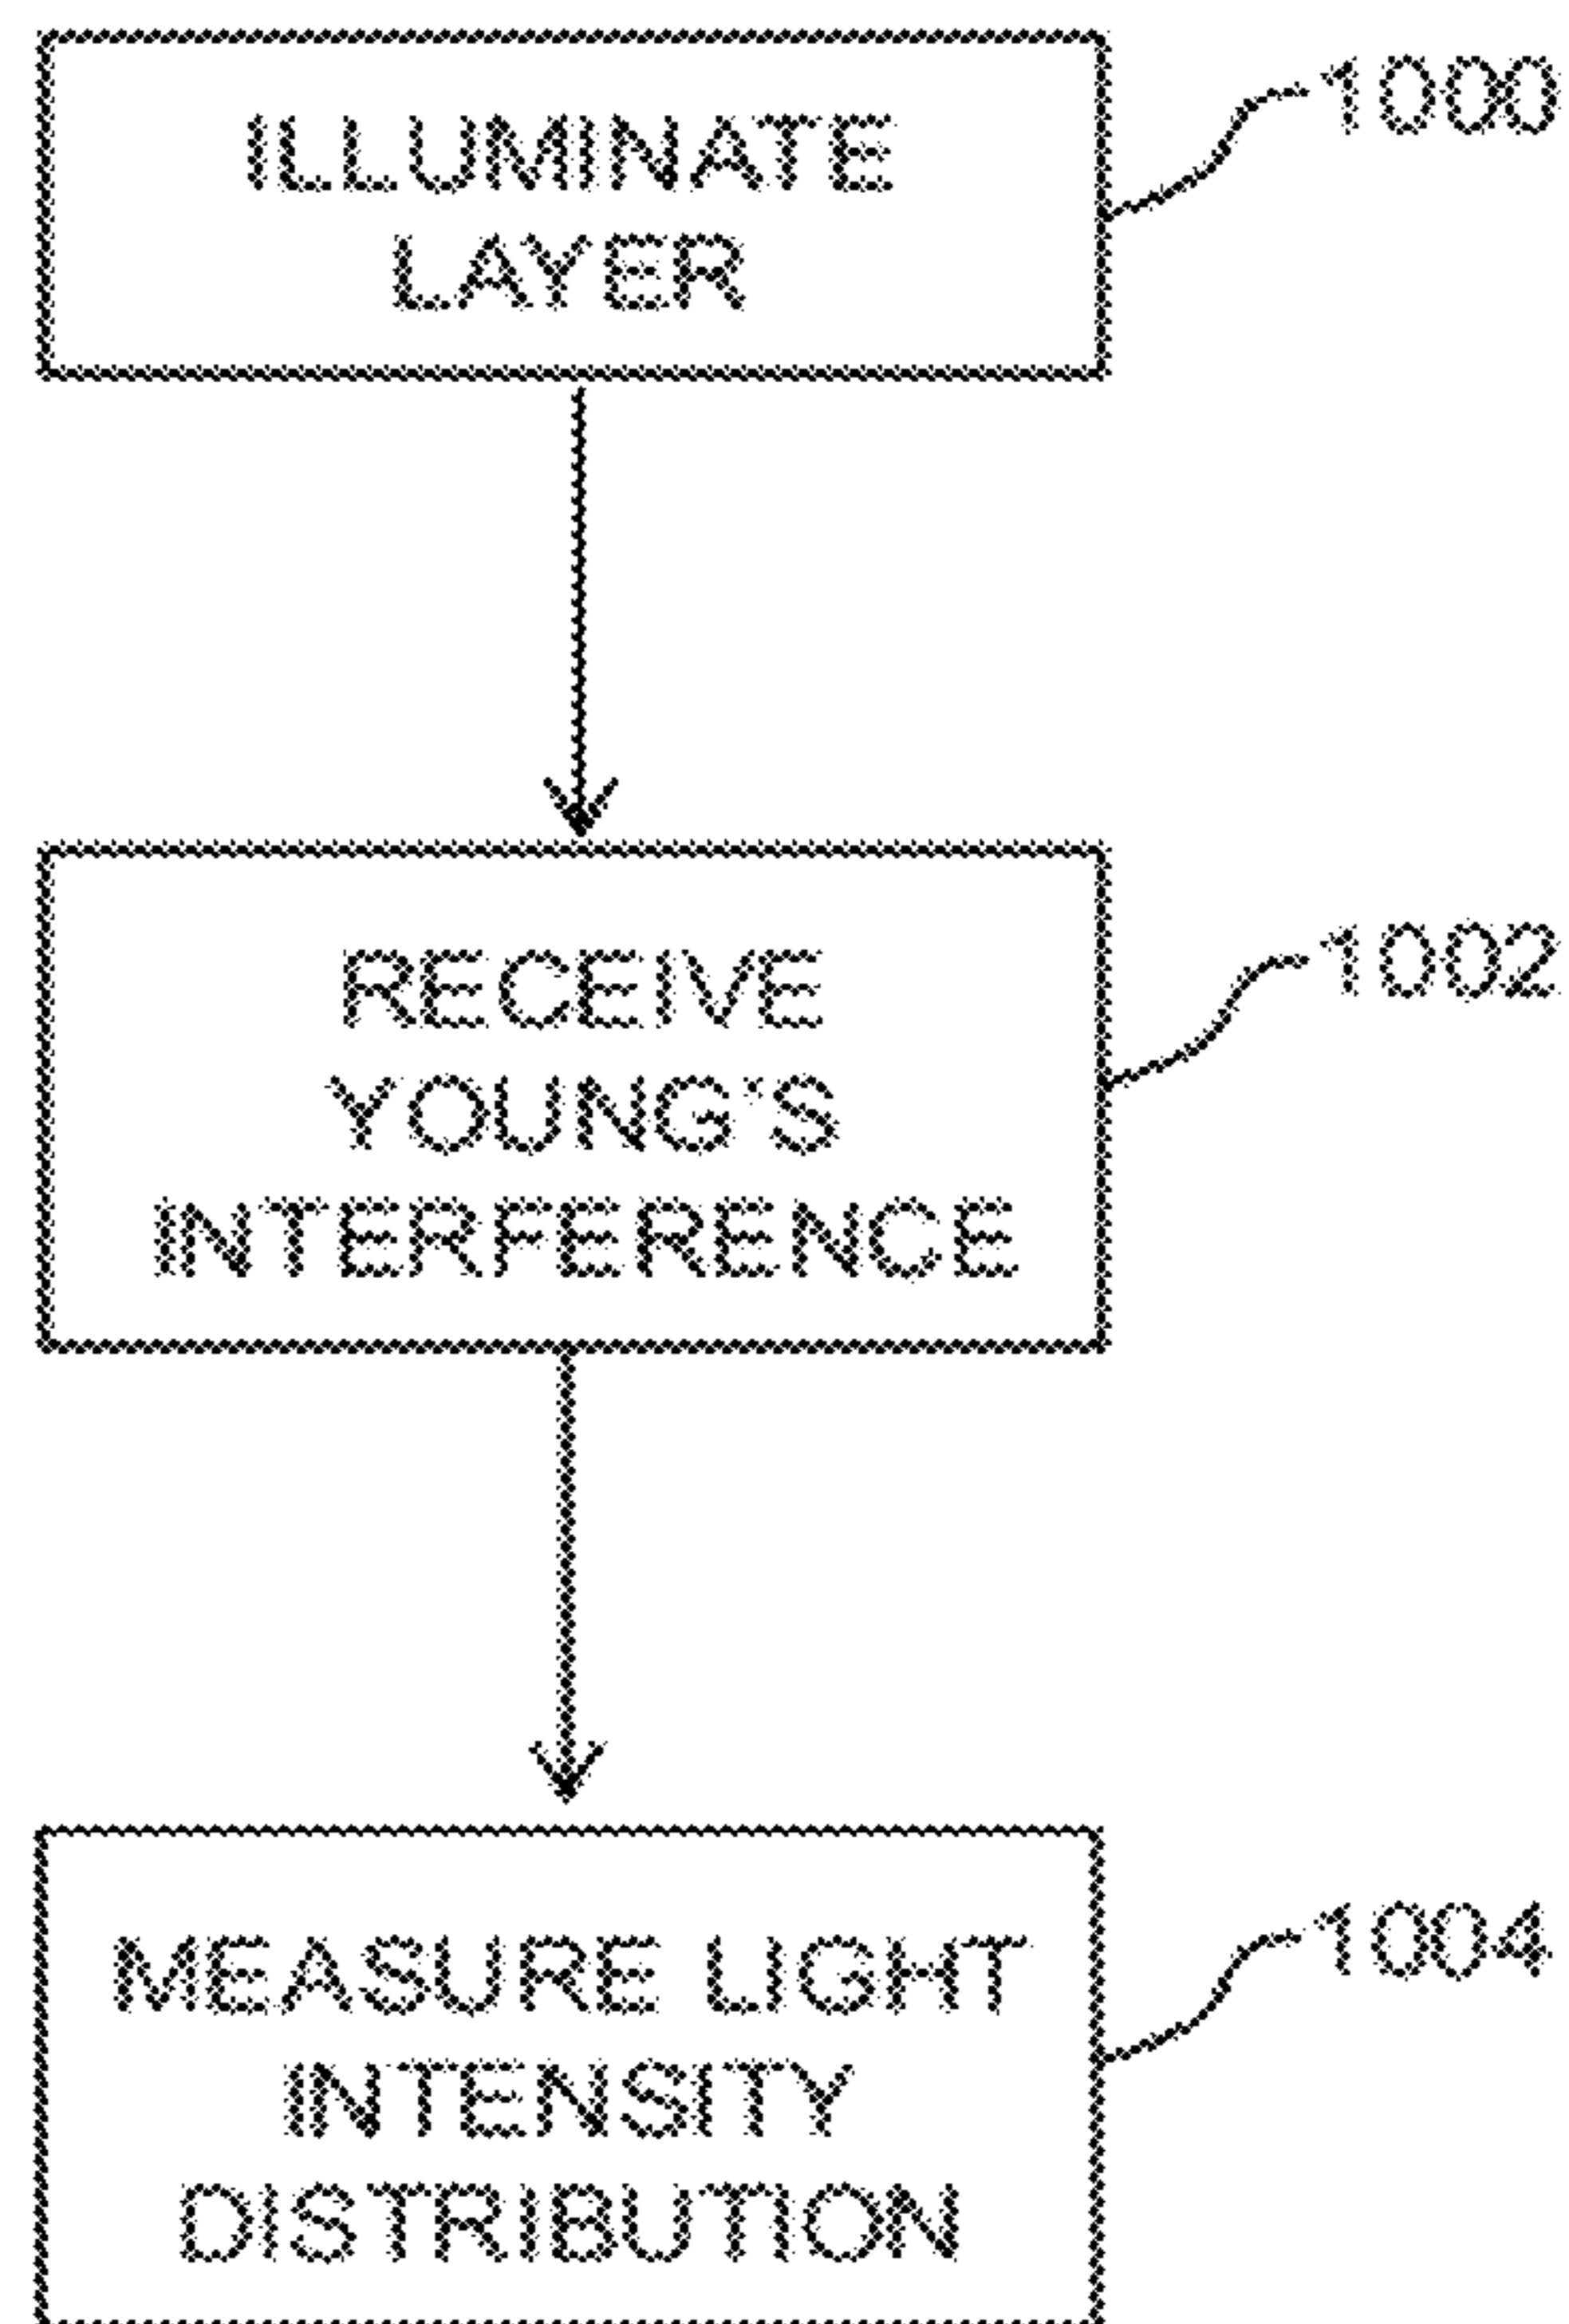 ILLUMINATE
LAYER
1000
RECEIVE
YOUNG'S
INTERFERENCE
1002
MEASURE LIGHT
INTENSITY
DISTRIBUTION
1004